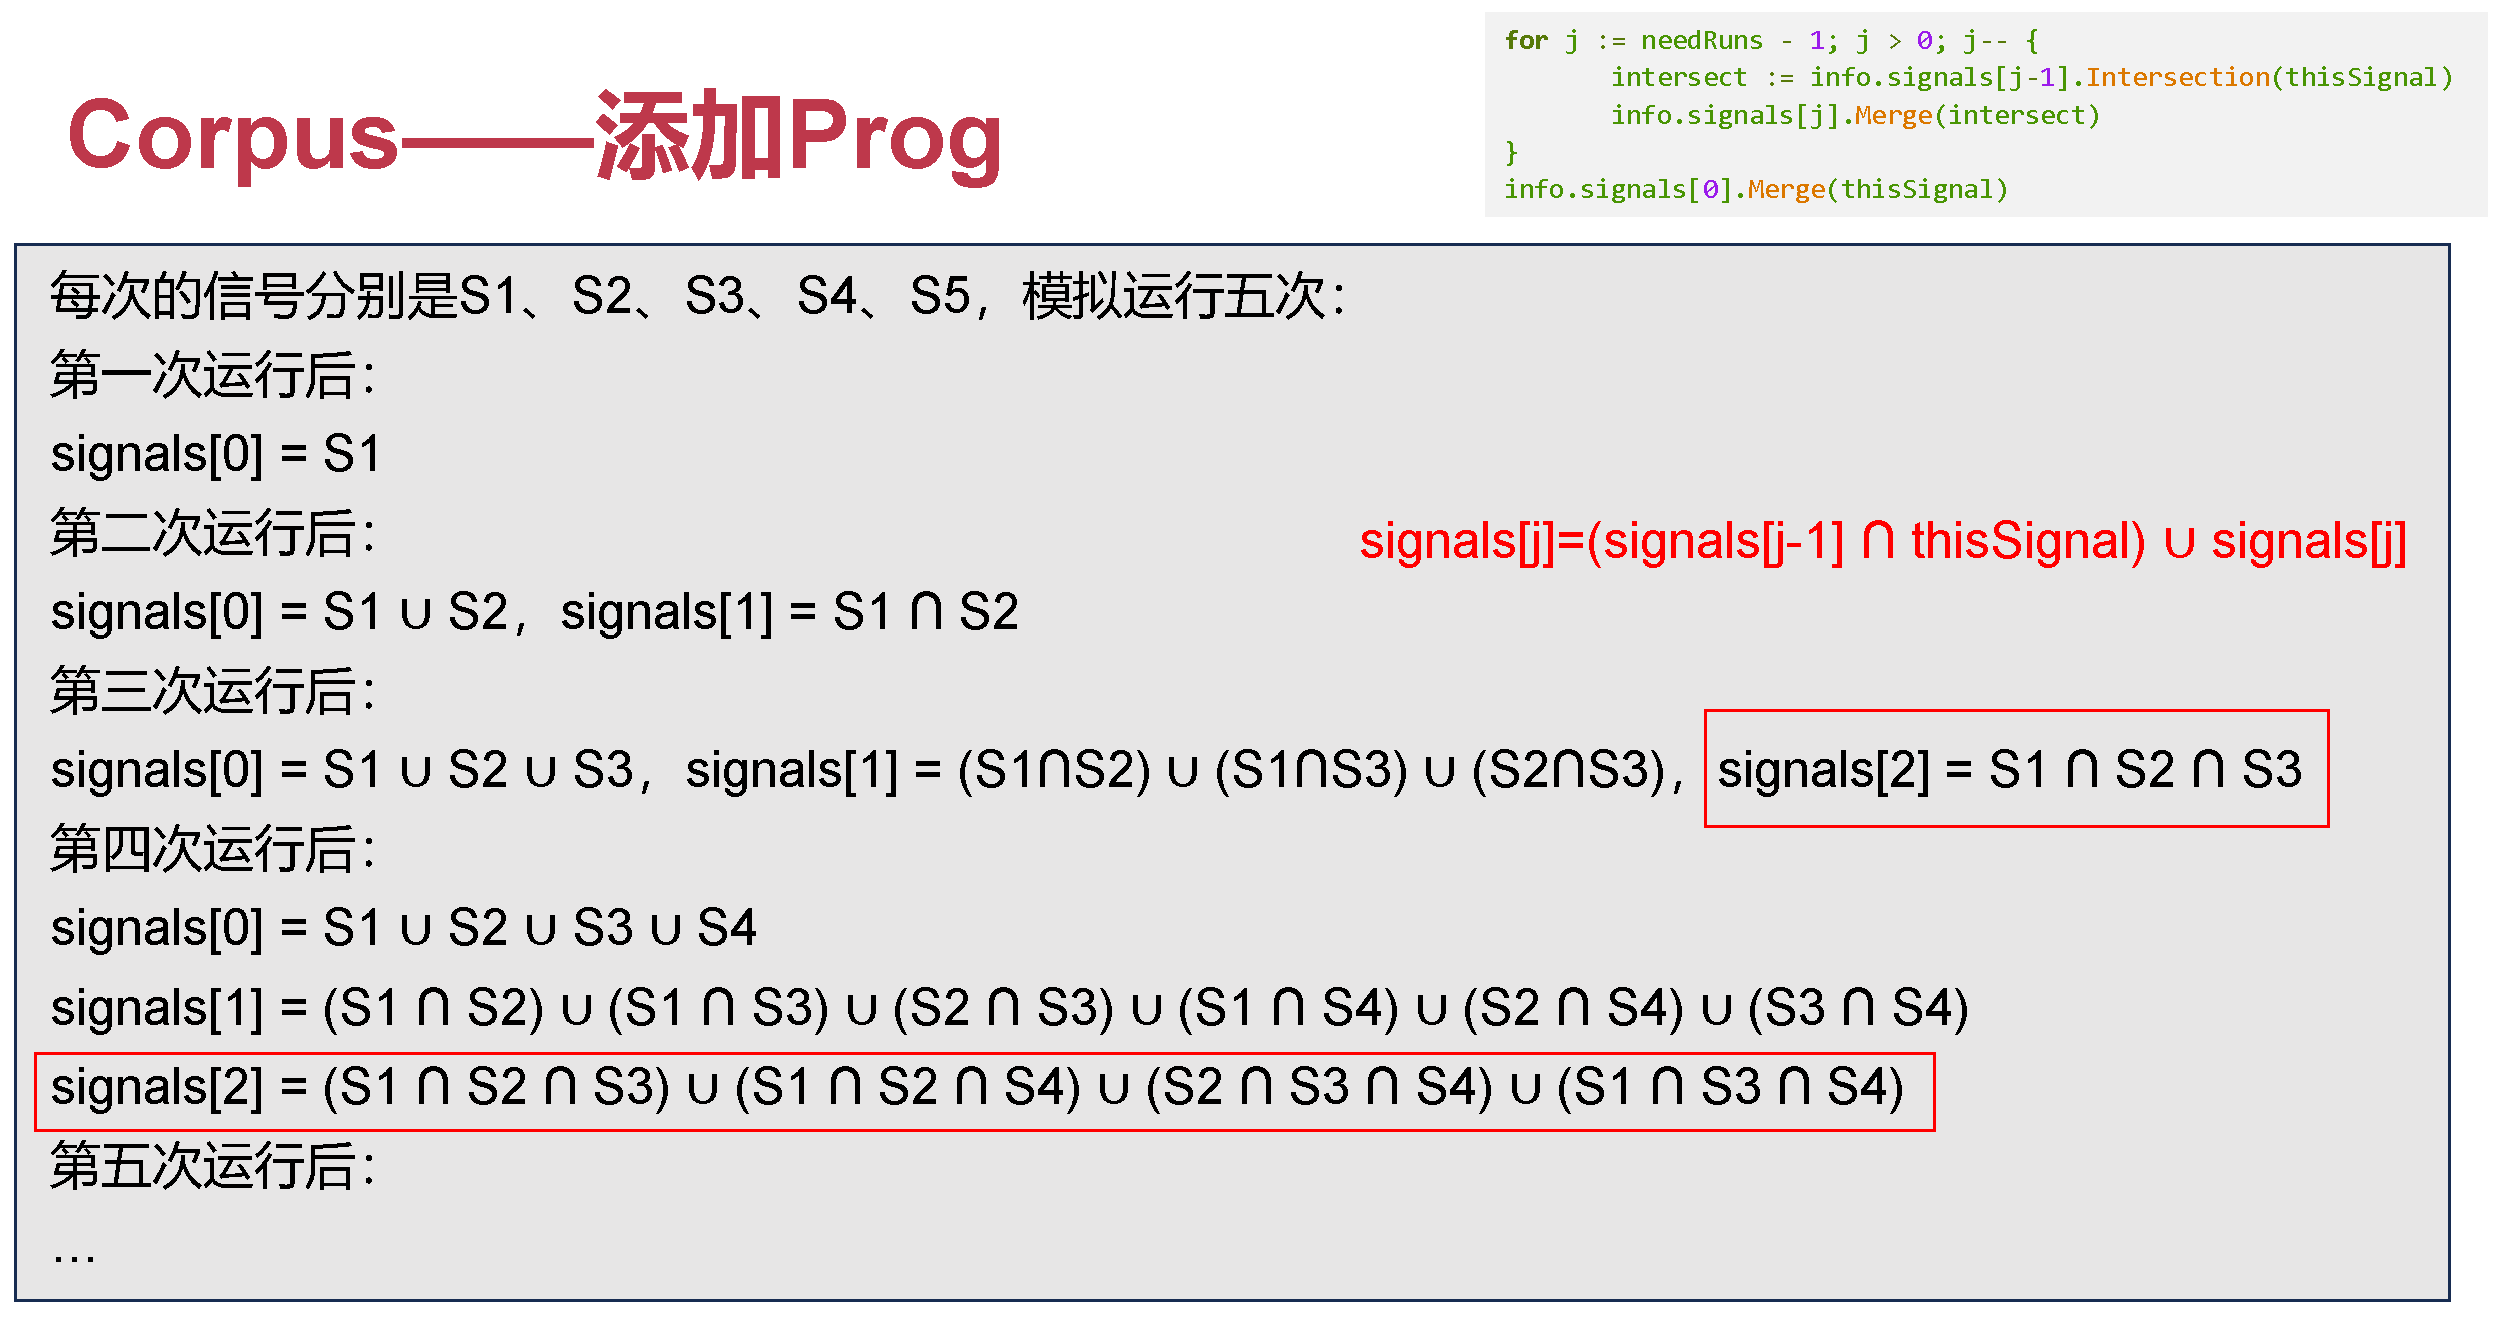 for j := needRuns - 1; j > 0; j-- {
intersect := info.signals[j-1].Intersection(thisSignal)
info.signals[j].Merge(intersect)
}
info.signals[0].Merge(thisSignal)
Corpus——添加Prog
每次的信号分别是S1、S2、S3、S4、S5，模拟运行五次：
第一次运行后：
signals[0] = S1
第二次运行后：
signals[j]=(signals[j-1] ∩ thisSignal) ∪ signals[j]
signals[0] = S1 ∪ S2，signals[1] = S1 ∩ S2
第三次运行后：
signals[0] = S1 ∪ S2 ∪ S3，signals[1] = (S1∩S2) ∪ (S1∩S3) ∪ (S2∩S3)，signals[2] = S1 ∩ S2 ∩ S3
第四次运行后：
signals[0] = S1 ∪ S2 ∪ S3 ∪ S4
signals[1] = (S1 ∩ S2) ∪ (S1 ∩ S3) ∪ (S2 ∩ S3) ∪ (S1 ∩ S4) ∪ (S2 ∩ S4) ∪ (S3 ∩ S4)
signals[2] = (S1 ∩ S2 ∩ S3) ∪ (S1 ∩ S2 ∩ S4) ∪ (S2 ∩ S3 ∩ S4) ∪ (S1 ∩ S3 ∩ S4)
第五次运行后：
…